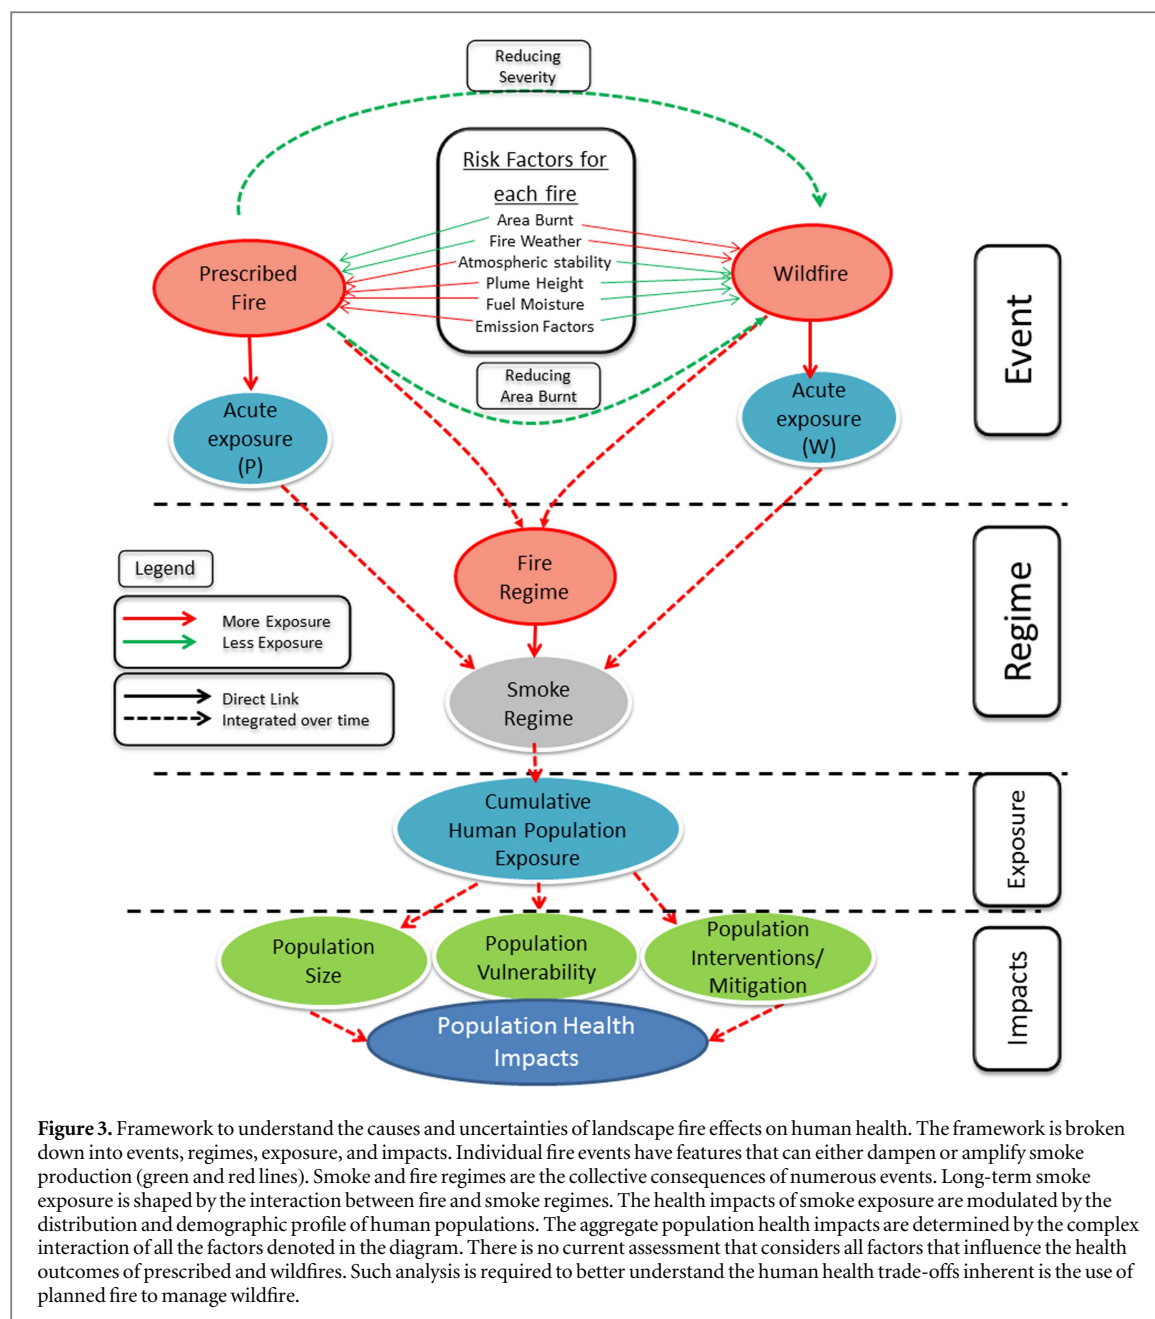 Reducing
Severity
Risk Factors for
each fire
Area Burnt
Fire Weather
Atmospheric stability
Plume Height
Fuel Moisture
Emission Factors
Prescribed
Fire
Wildfire
Event
Reducing
Area Burnt
Acute
exposure
(P)
Acute
exposure
(W)
Fire
Regime
Regime
Legend
More Exposure
Less Exposure
Direct Link
Integrated over time
Smoke
Regime
Cumulative
Human Population
Exposure
Exposure
Population
Size
Population
Vulnerability
Population
Interventions/
Mitigation
Impacts
Population Health
Impacts
Figure 3. Framework to understand the causes and uncertainties of landscape fire effects on human health. The framework is broken
down into events, regimes, exposure, and impacts. Individual fire events have features that can either dampen or amplify smoke
production (green and red lines). Smoke and fire regimes are the collective consequences of numerous events. Long-term smoke
exposure is shaped by the interaction between fire and smoke regimes. The health impacts of smoke exposure are modulated by the
distribution and demographic profile of human populations. The aggregate population health impacts are determined by the complex
interaction of all the factors denoted in the diagram. There is no current assessment that considers all factors that influence the health
outcomes of prescribed and wildfires. Such analysis is required to better understand the human health trade-offs inherent is the use of
planned fire to manage wildfire.